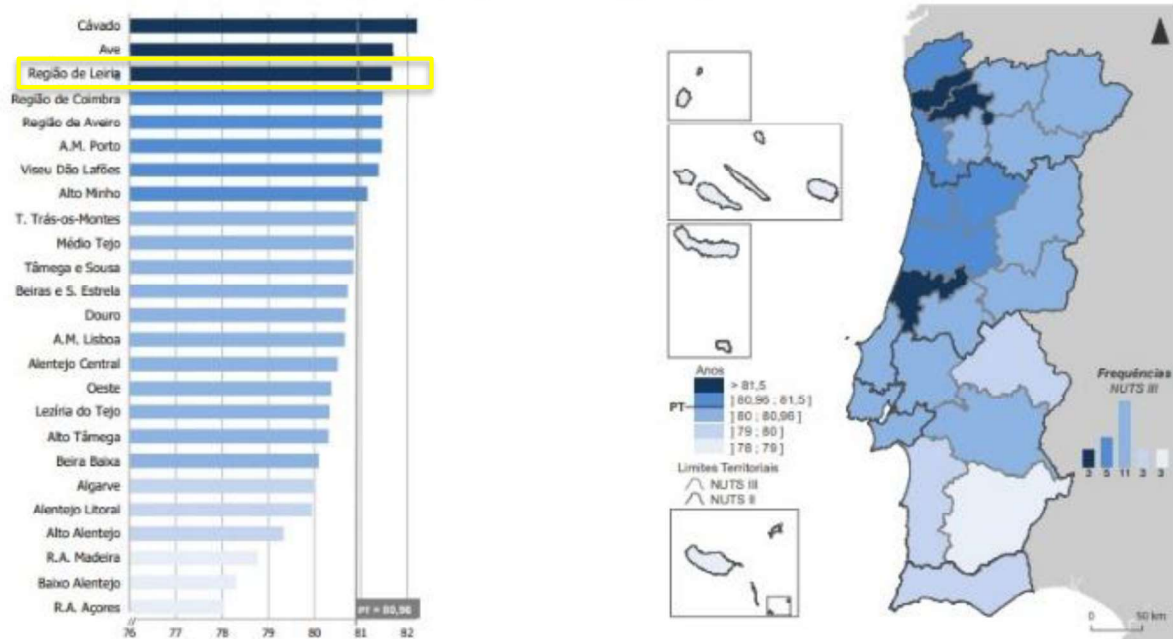 Cávado
Ave
Região de Leiria
Região de Coimbra
Região de Aveiro
A.M. Porto
Viseu Dão Lafões
Alto Minho
T. Trás-os-Montes
Médio Tejo
Tâmega e Sousa
Beiras e S. Estrela
Douro
A.M. Lisboa
Alentejo Central
Oeste
Lezíria do Tejo
Alto Tâmega
Beira Baixa
Algarve
Alentejo Litoral
Alto Alentejo
R.A. Madeira
Baixo Alentejo
R.A. Açores
PT = 80,96
76 77 78 79 80 81 82
Anos
> 81,5
] 80,96 ; 81,5 ]
PT
] 80 ; 80,96 ]
] 79 ; 80 ]
] 78 ; 79 ]
Limites Territoriais
NUTS III
NUTS II
Frequências
NUTS III
3 5 11 3 3
0 50 km